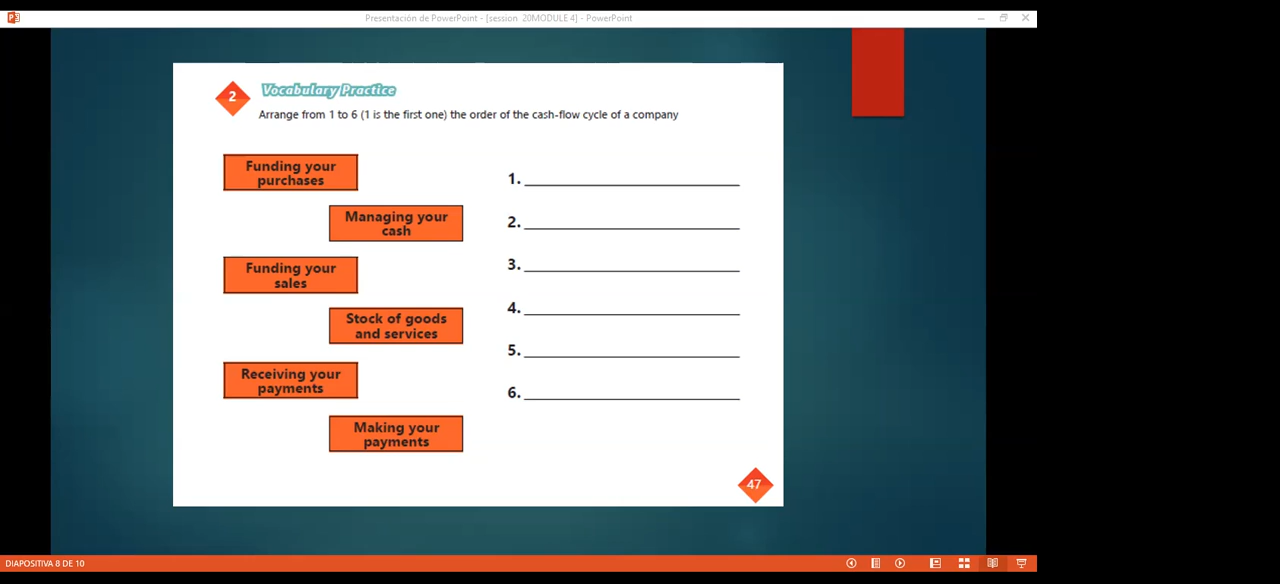 Presentación de PowerPoint - [session 20MODULE 4] - PowerPoint
2
Vocabulary Practice
Arrange from 1 to 6 (1 is the first one) the order of the cash-flow cycle of a company
Funding your
purchases
Managing your
cash
Funding your
sales
Stock of goods
and services
Receiving your
payments
Making your
payments
1.
2.
3.
4.
5.
6.
47
DIAPOSITIVA 8 DE 10